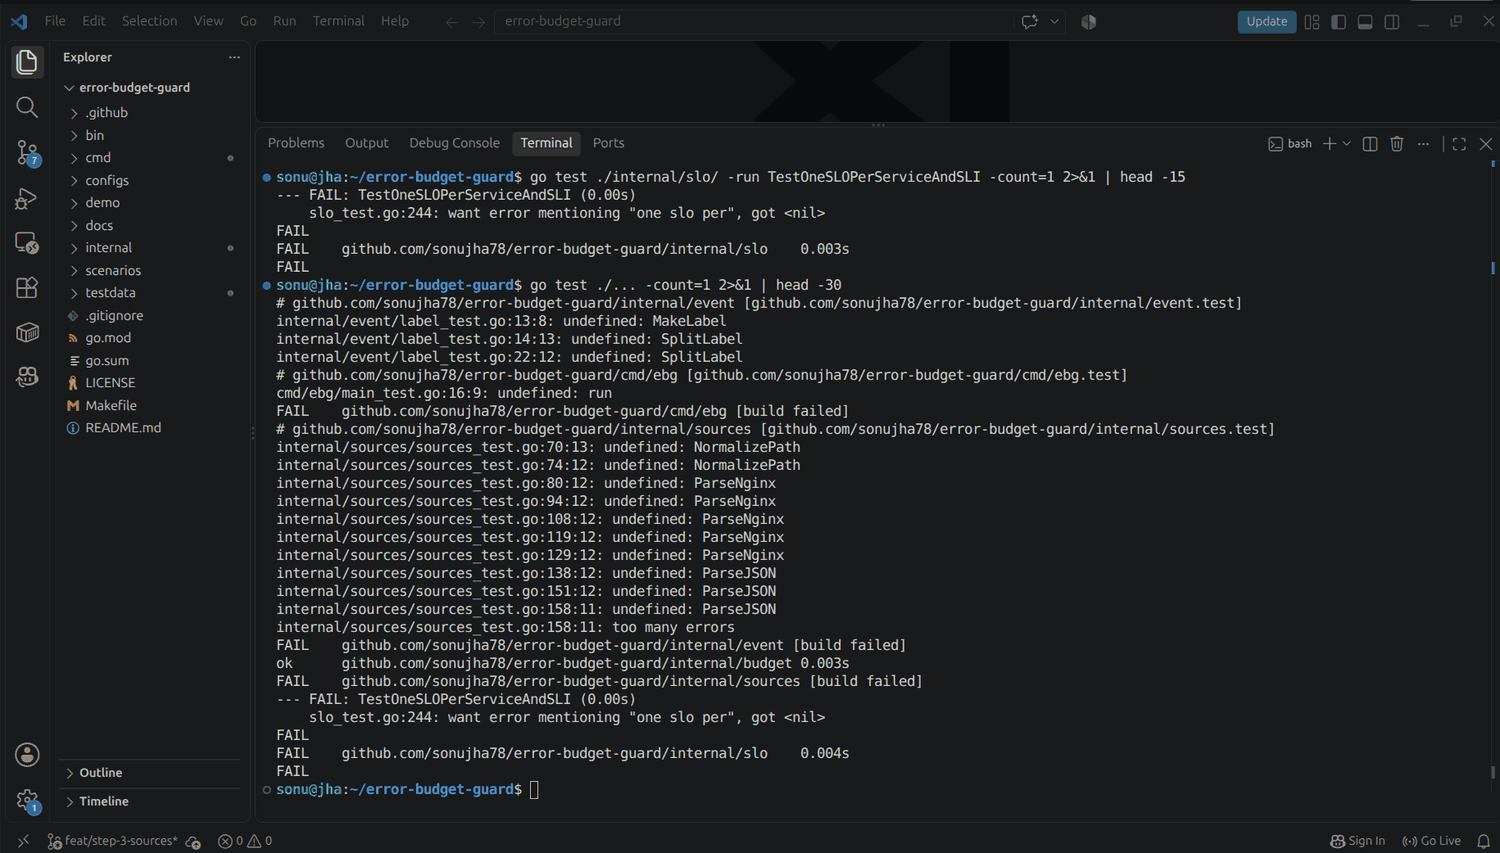 File Edit Selection View Go Run Terminal Help
error-budget-guard
Update
Explorer
error-budget-guard
.github
bin
cmd
configs
demo
docs
internal
scenarios
testdata
.gitignore
go.mod
go.sum
LICENSE
Makefile
README.md
Outline
Timeline
7
1
Problems Output Debug Console Terminal Ports
bash
sonu@jha:~/error-budget-guard$ go test ./internal/slo/ -run TestOneSLOPerServiceAndSLI -count=1 2>&1 | head -15
--- FAIL: TestOneSLOPerServiceAndSLI (0.00s)
    slo_test.go:244: want error mentioning "one slo per", got <nil>
FAIL
FAIL    github.com/sonujha78/error-budget-guard/internal/slo    0.003s
FAIL
sonu@jha:~/error-budget-guard$ go test ./... -count=1 2>&1 | head -30
# github.com/sonujha78/error-budget-guard/internal/event [github.com/sonujha78/error-budget-guard/internal/event.test]
internal/event/label_test.go:13:8: undefined: MakeLabel
internal/event/label_test.go:14:13: undefined: SplitLabel
internal/event/label_test.go:22:12: undefined: SplitLabel
# github.com/sonujha78/error-budget-guard/cmd/ebg [github.com/sonujha78/error-budget-guard/cmd/ebg.test]
cmd/ebg/main_test.go:16:9: undefined: run
FAIL    github.com/sonujha78/error-budget-guard/cmd/ebg [build failed]
# github.com/sonujha78/error-budget-guard/internal/sources [github.com/sonujha78/error-budget-guard/internal/sources.test]
internal/sources/sources_test.go:70:13: undefined: NormalizePath
internal/sources/sources_test.go:74:12: undefined: NormalizePath
internal/sources/sources_test.go:80:12: undefined: ParseNginx
internal/sources/sources_test.go:94:12: undefined: ParseNginx
internal/sources/sources_test.go:108:12: undefined: ParseNginx
internal/sources/sources_test.go:119:12: undefined: ParseNginx
internal/sources/sources_test.go:129:12: undefined: ParseNginx
internal/sources/sources_test.go:138:12: undefined: ParseJSON
internal/sources/sources_test.go:151:12: undefined: ParseJSON
internal/sources/sources_test.go:158:11: undefined: ParseJSON
internal/sources/sources_test.go:158:11: too many errors
FAIL    github.com/sonujha78/error-budget-guard/internal/event [build failed]
ok      github.com/sonujha78/error-budget-guard/internal/budget 0.003s
FAIL    github.com/sonujha78/error-budget-guard/internal/sources [build failed]
--- FAIL: TestOneSLOPerServiceAndSLI (0.00s)
    slo_test.go:244: want error mentioning "one slo per", got <nil>
FAIL
FAIL    github.com/sonujha78/error-budget-guard/internal/slo    0.004s
FAIL
sonu@jha:~/error-budget-guard$
feat/step-3-sources* 0 0 Sign In Go Live